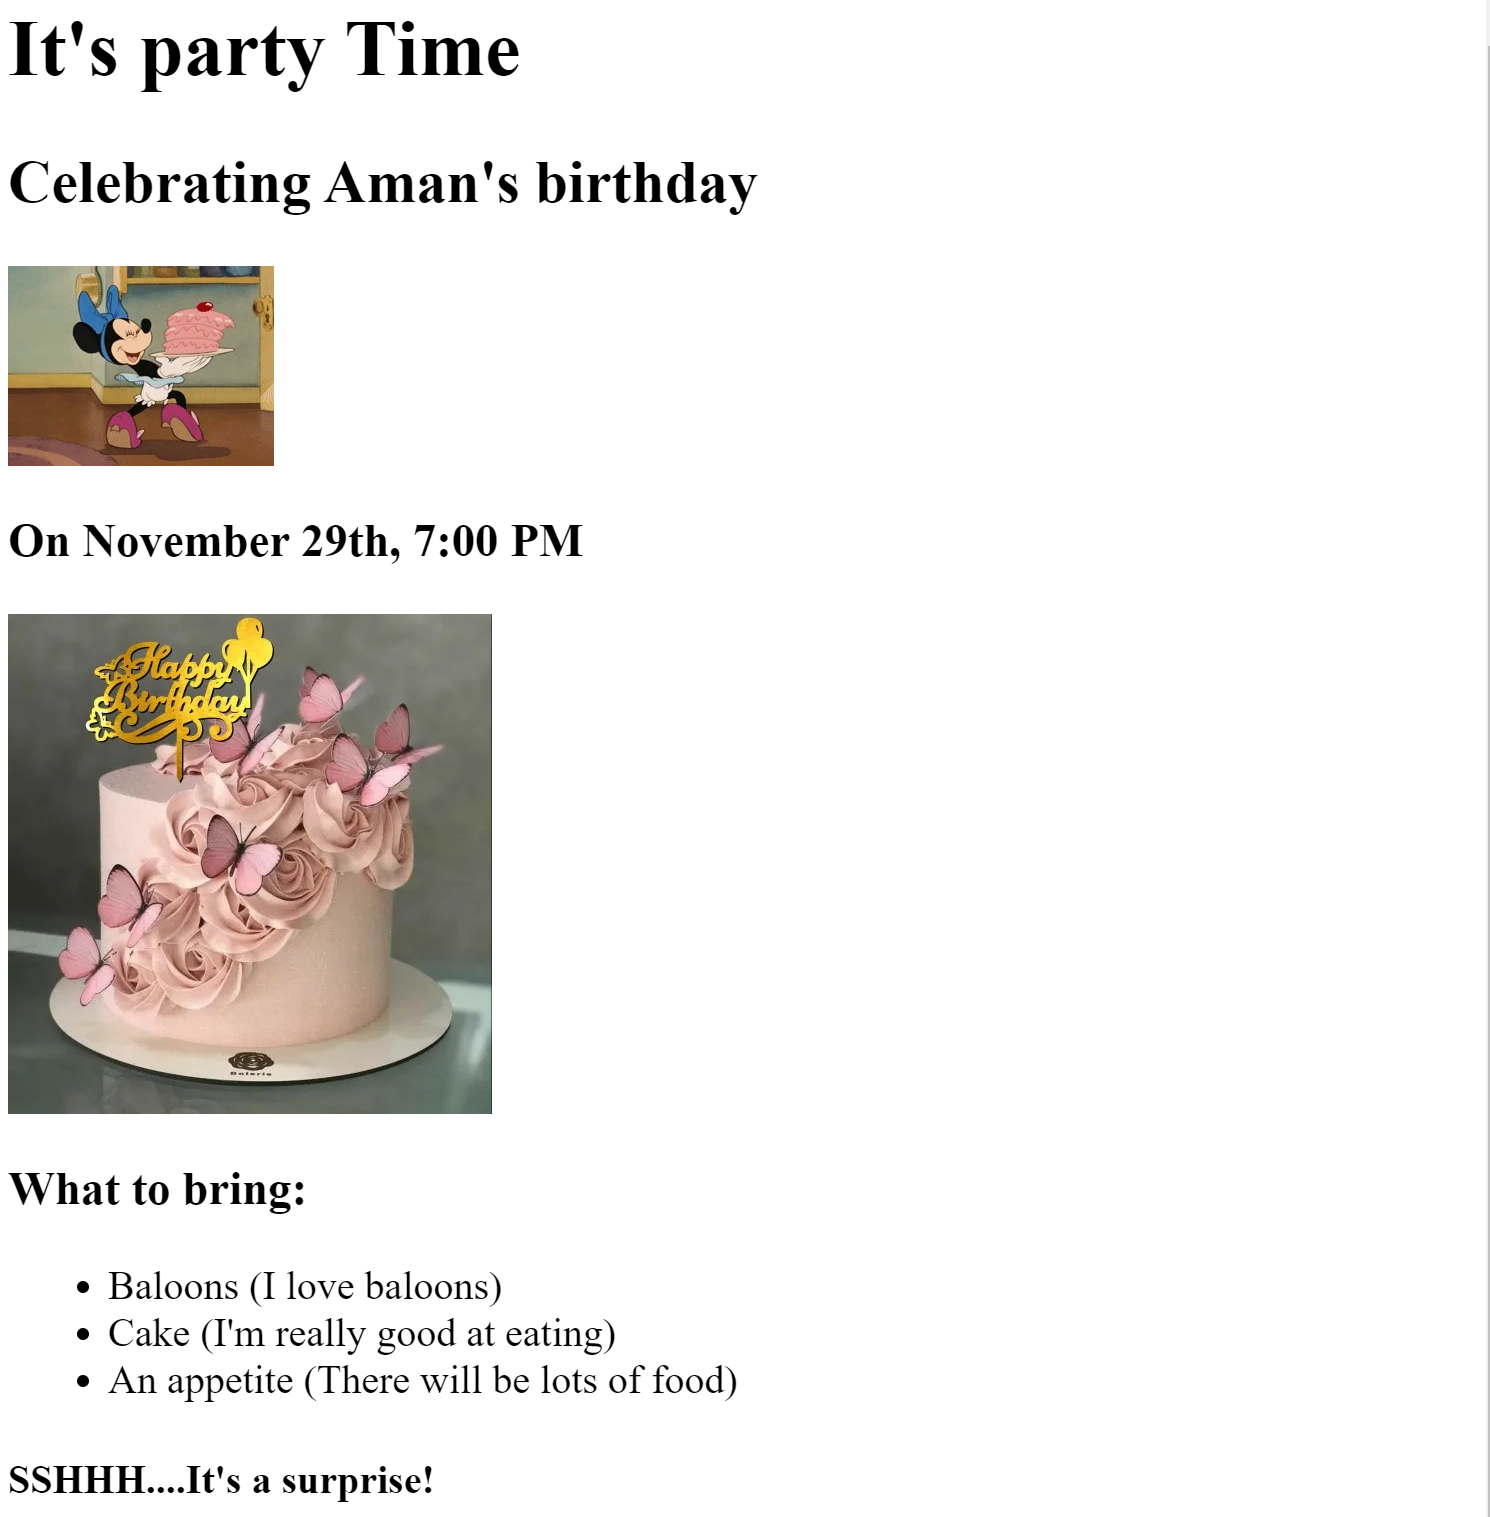 It's party Time
Celebrating Aman's birthday
On November 29th, 7:00 PM
Happy
Birthday
What to bring:
Baloons (I love baloons)
Cake (I'm really good at eating)
An appetite (There will be lots of food)
SSHHH....It's a surprise!